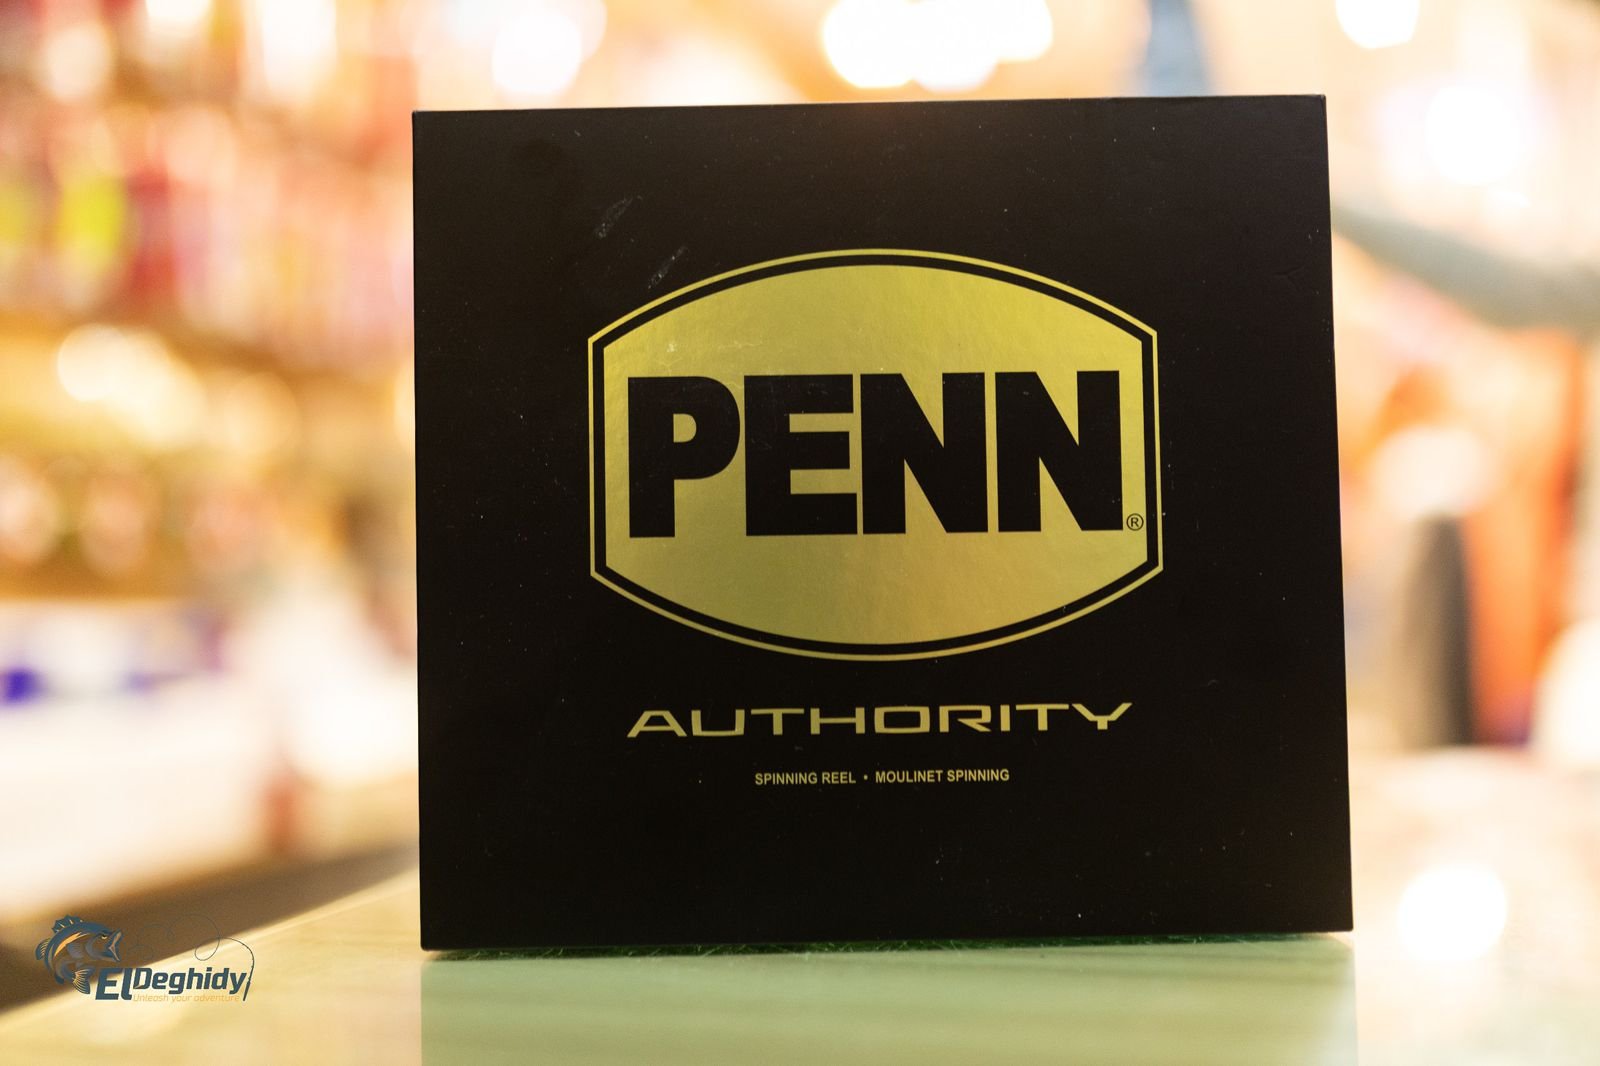 PENN®
AUTHORITY
SPINNING REEL • MOULINET SPINNING
ElDeghidy
Unleash your adventure